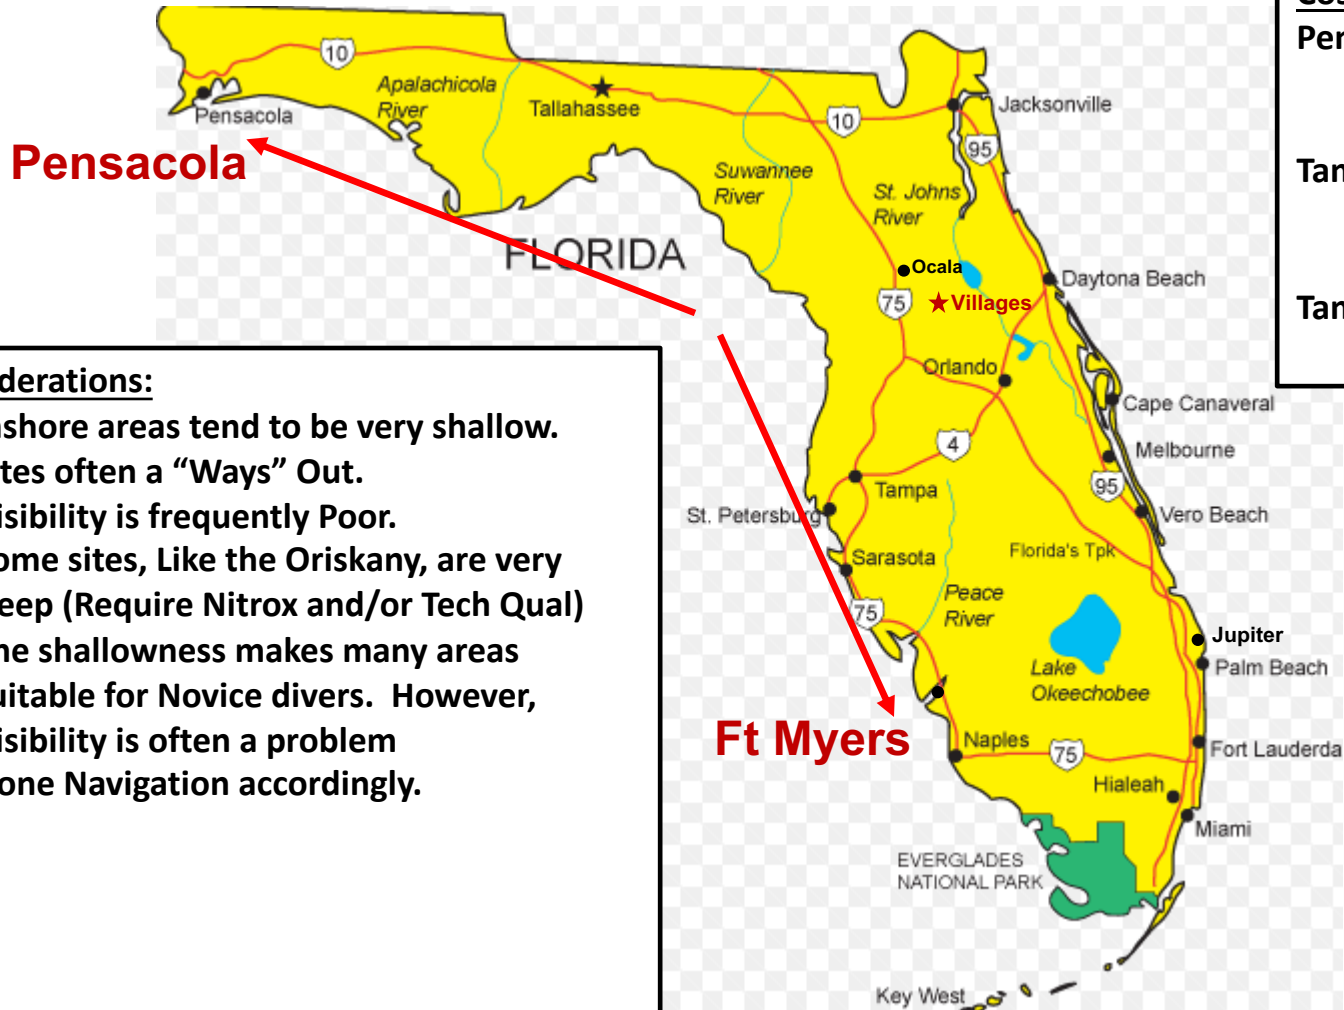 Pensacola
Ft Myers
FLORIDA
10
Apalachicola
River
Tallahassee
Pensacola
10
Jacksonville
95
Suwannee
River
St. Johns
River
Ocala
75
Villages
Daytona Beach
Orlando
Cape Canaveral
4
Melbourne
95
Tampa
St. Petersburg
Vero Beach
Sarasota
Florida's Tpk
75
Peace
River
Jupiter
Lake
Okeechobee
Palm Beach
Naples
75
Fort Lauderda
Hialeah
Miami
EVERGLADES
NATIONAL PARK
Key West
derations:
shore areas tend to be very shallow.
tes often a “Ways” Out.
isibility is frequently Poor.
ome sites, Like the Oriskany, are very
eep (Require Nitrox and/or Tech Qual)
he shallowness makes many areas
uitable for Novice divers.  However,
isibility is often a problem
one Navigation accordingly.
Per
Tan
Tan